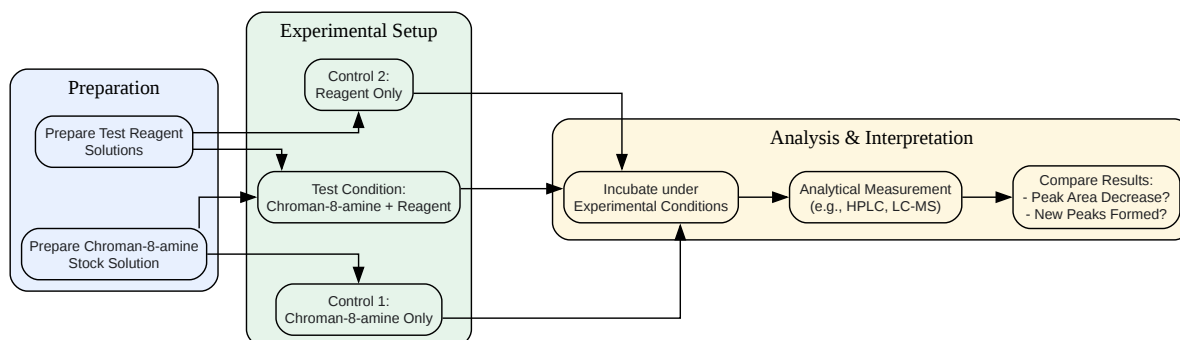 Preparation
Prepare Test Reagent
Solutions
Prepare Chroman-8-amine
Stock Solution
Experimental Setup
Control 2:
Reagent Only
Test Condition:
Chroman-8-amine + Reagent
Control 1:
Chroman-8-amine Only
Analysis & Interpretation
Incubate under
Experimental Conditions
Analytical Measurement
(e.g., HPLC, LC-MS)
Compare Results:
- Peak Area Decrease?
- New Peaks Formed?